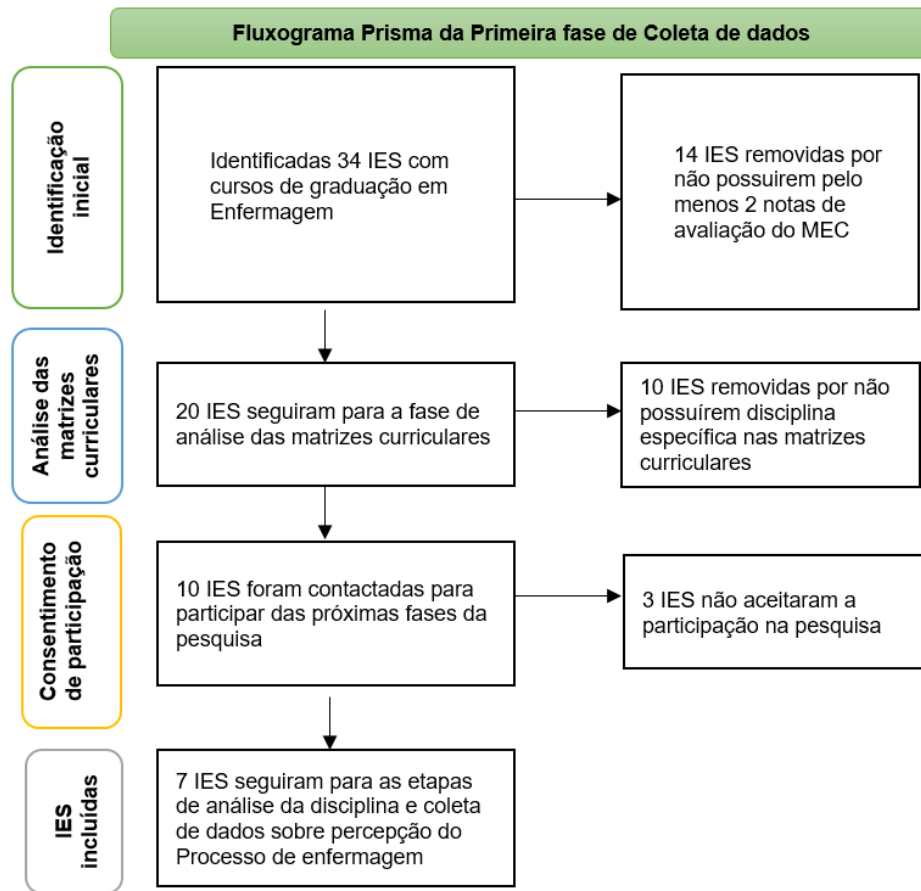 Fluxograma Prisma da Primeira fase de Coleta de dados
Identificação
inicial
Identificadas 34 IES com
cursos de graduação em
Enfermagem
14 IES removidas por
não possuirem pelo
menos 2 notas de
avaliação do MEC
Análise das
matrizes
curriculares
20 IES seguiram para a fase de
análise das matrizes curriculares
10 IES removidas por não
possuírem disciplina
específica nas matrizes
curriculares
Consentimento
de participação
10 IES foram contactadas para
participar das próximas fases da
pesquisa
3 IES não aceitaram a
participação na pesquisa
IES
incluídas
7 IES seguiram para as etapas
de análise da disciplina e coleta
de dados sobre percepção do
Processo de enfermagem